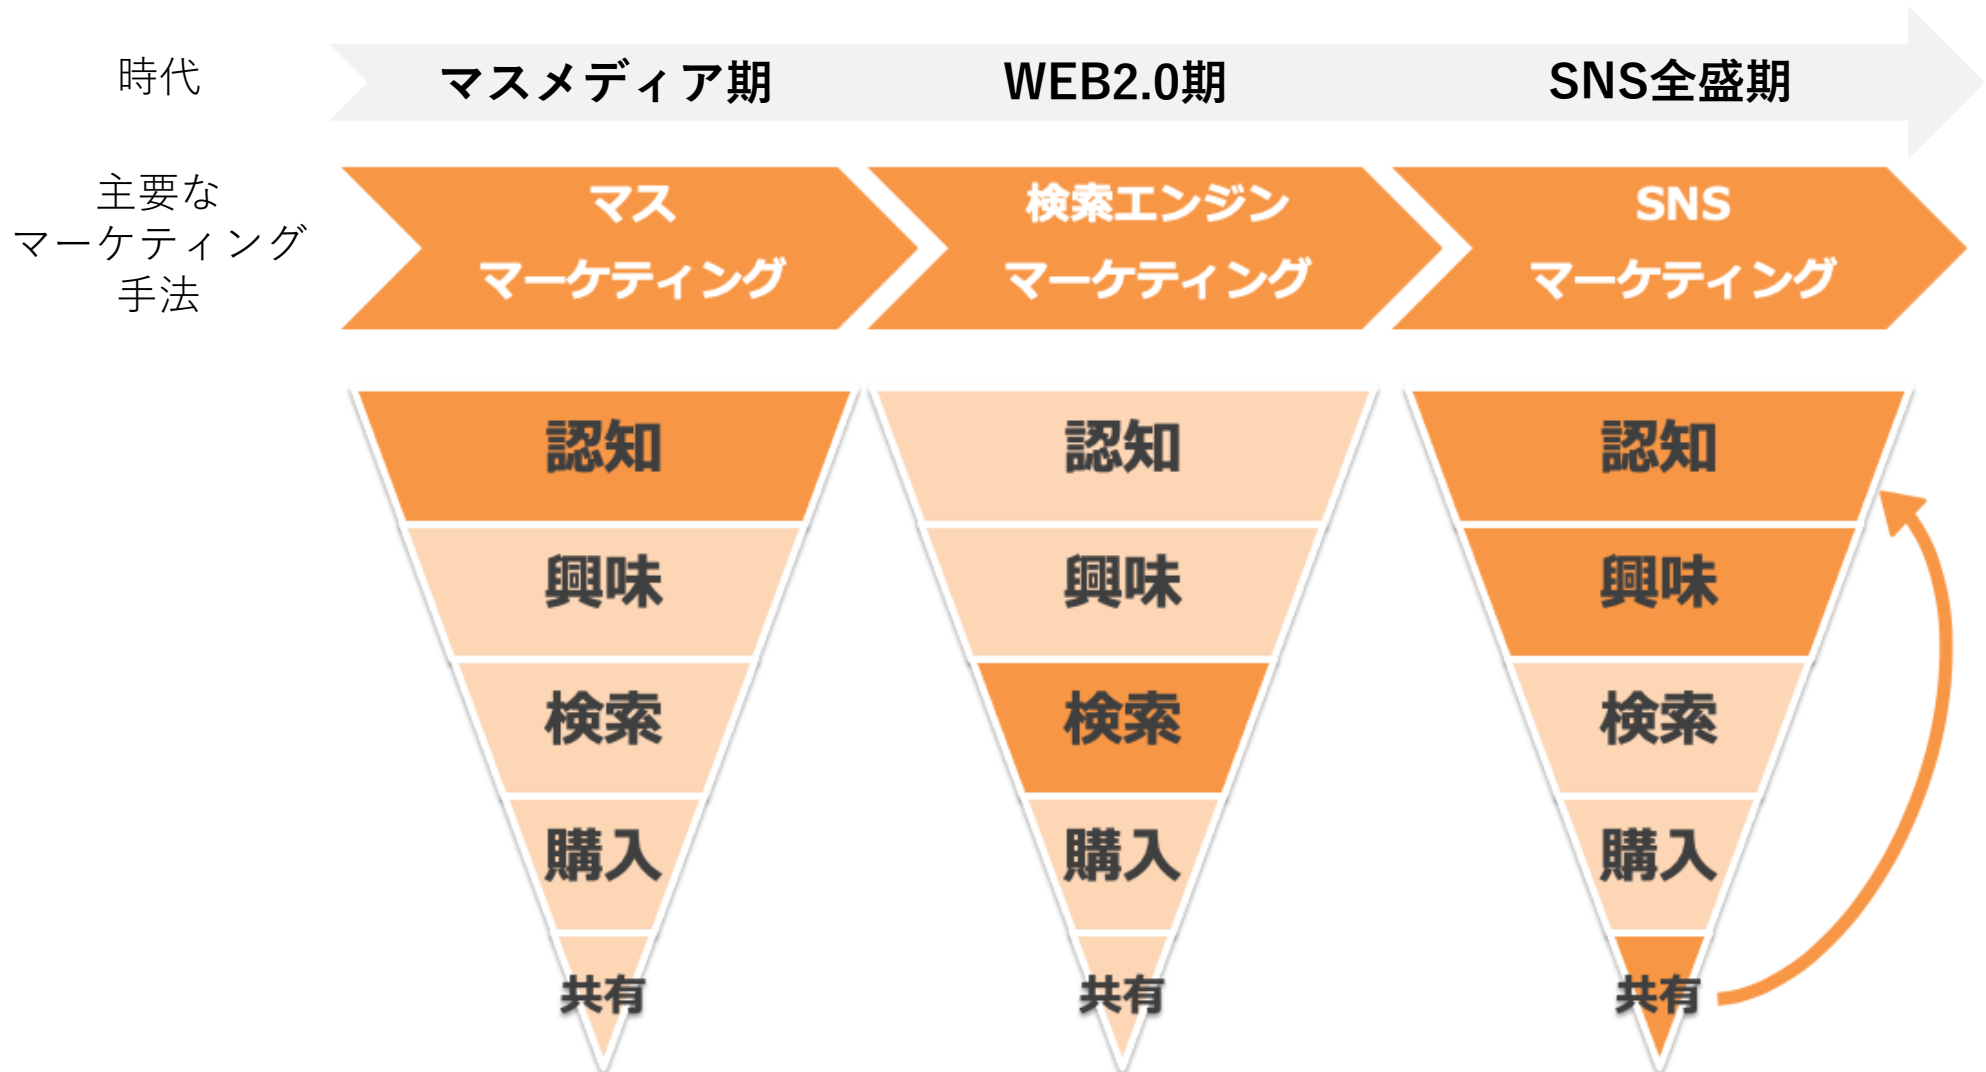 時代
マスメディア期
WEB2.0期
SNS全盛期
主要な
マーケティング
手法
マス
マーケティング
検索エンジン
マーケティング
SNS
マーケティング
認知
興味
検索
購入
共有
認知
興味
検索
購入
共有
認知
興味
検索
購入
共有